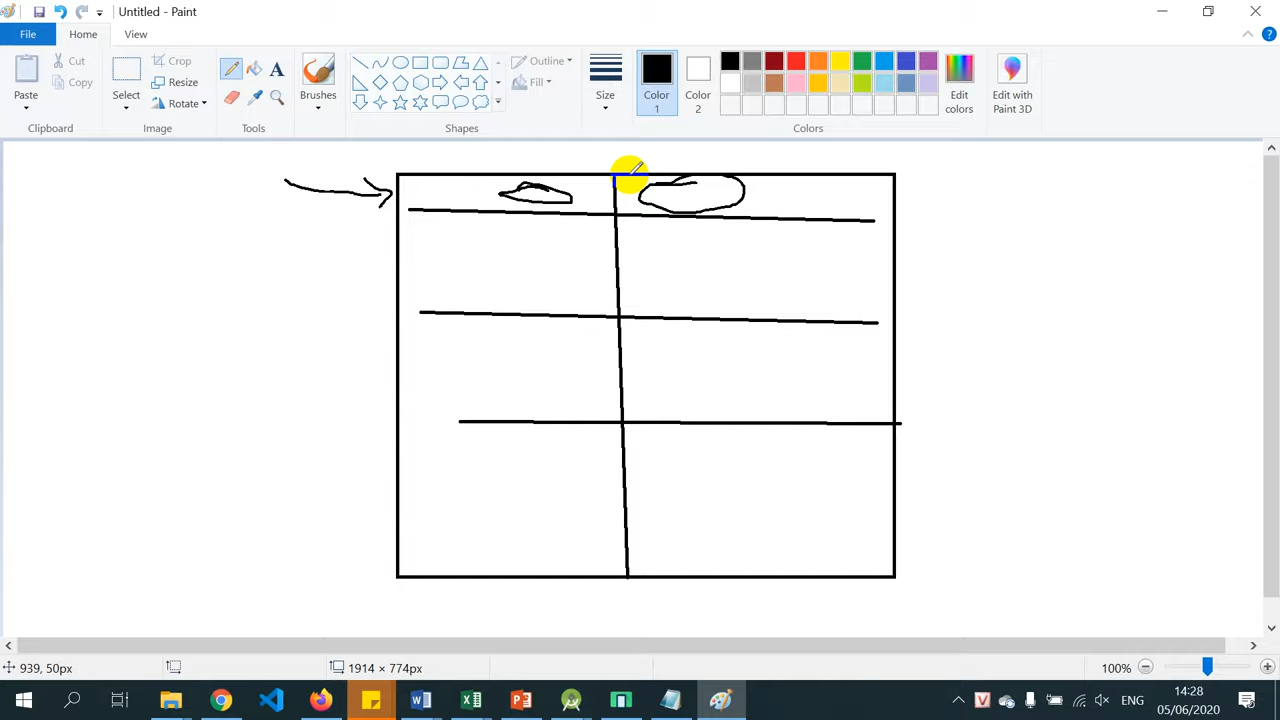 Untitled - Paint
File
Home
View
Paste
Cut
Copy
Clipboard
Select
Crop
Resize
Rotate
Image
Tools
Brushes
Outline
Fill
Shapes
Size
Color 1
Color 2
Edit colors
Colors
Edit with Paint 3D
939, 50px
1914 × 774px
100%
ENG
14:28
05/06/2020